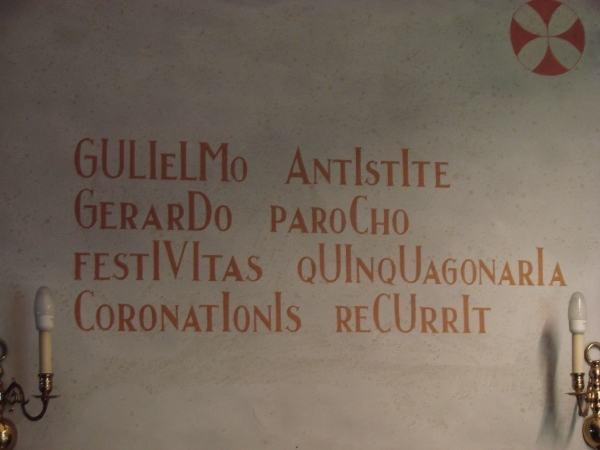 GULIeLMo AntIstIte
GerarDo paroCho
festIVItas qUInqUagonarIa
CoronatIonIs reCUrrIt